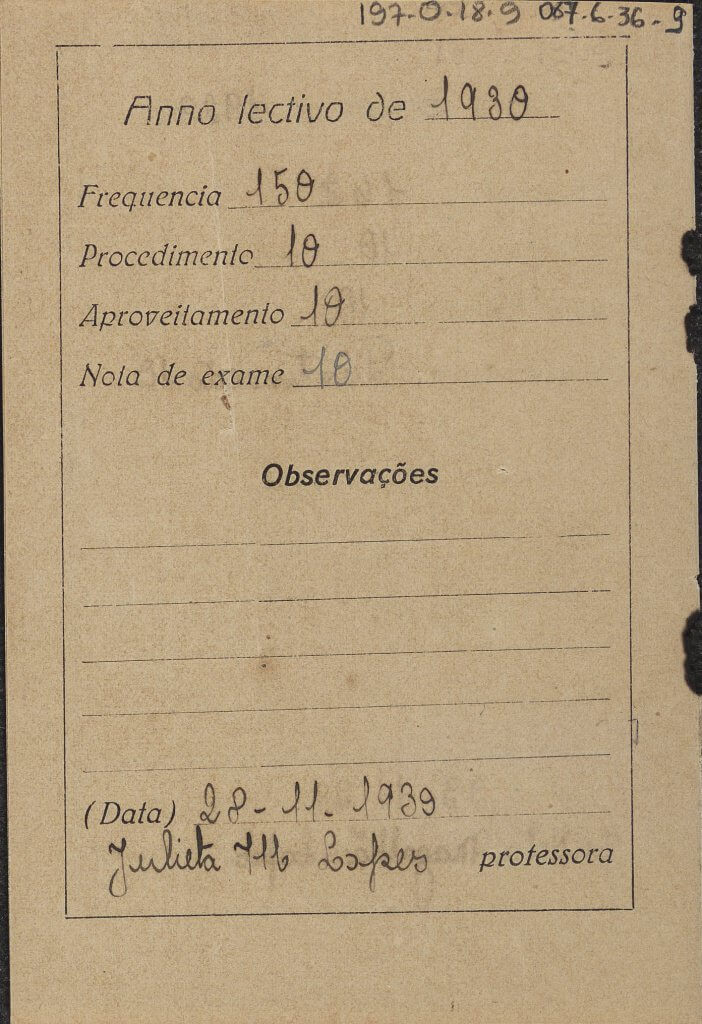 197-0-18-9 067-6-36-9
Anno lectivo de 1930
Frequencia 150
Procedimento 10
Aproveitamento 10
Nota de exame 10
Observações
(Data) 28-11-1939
Julieta Lopes professora